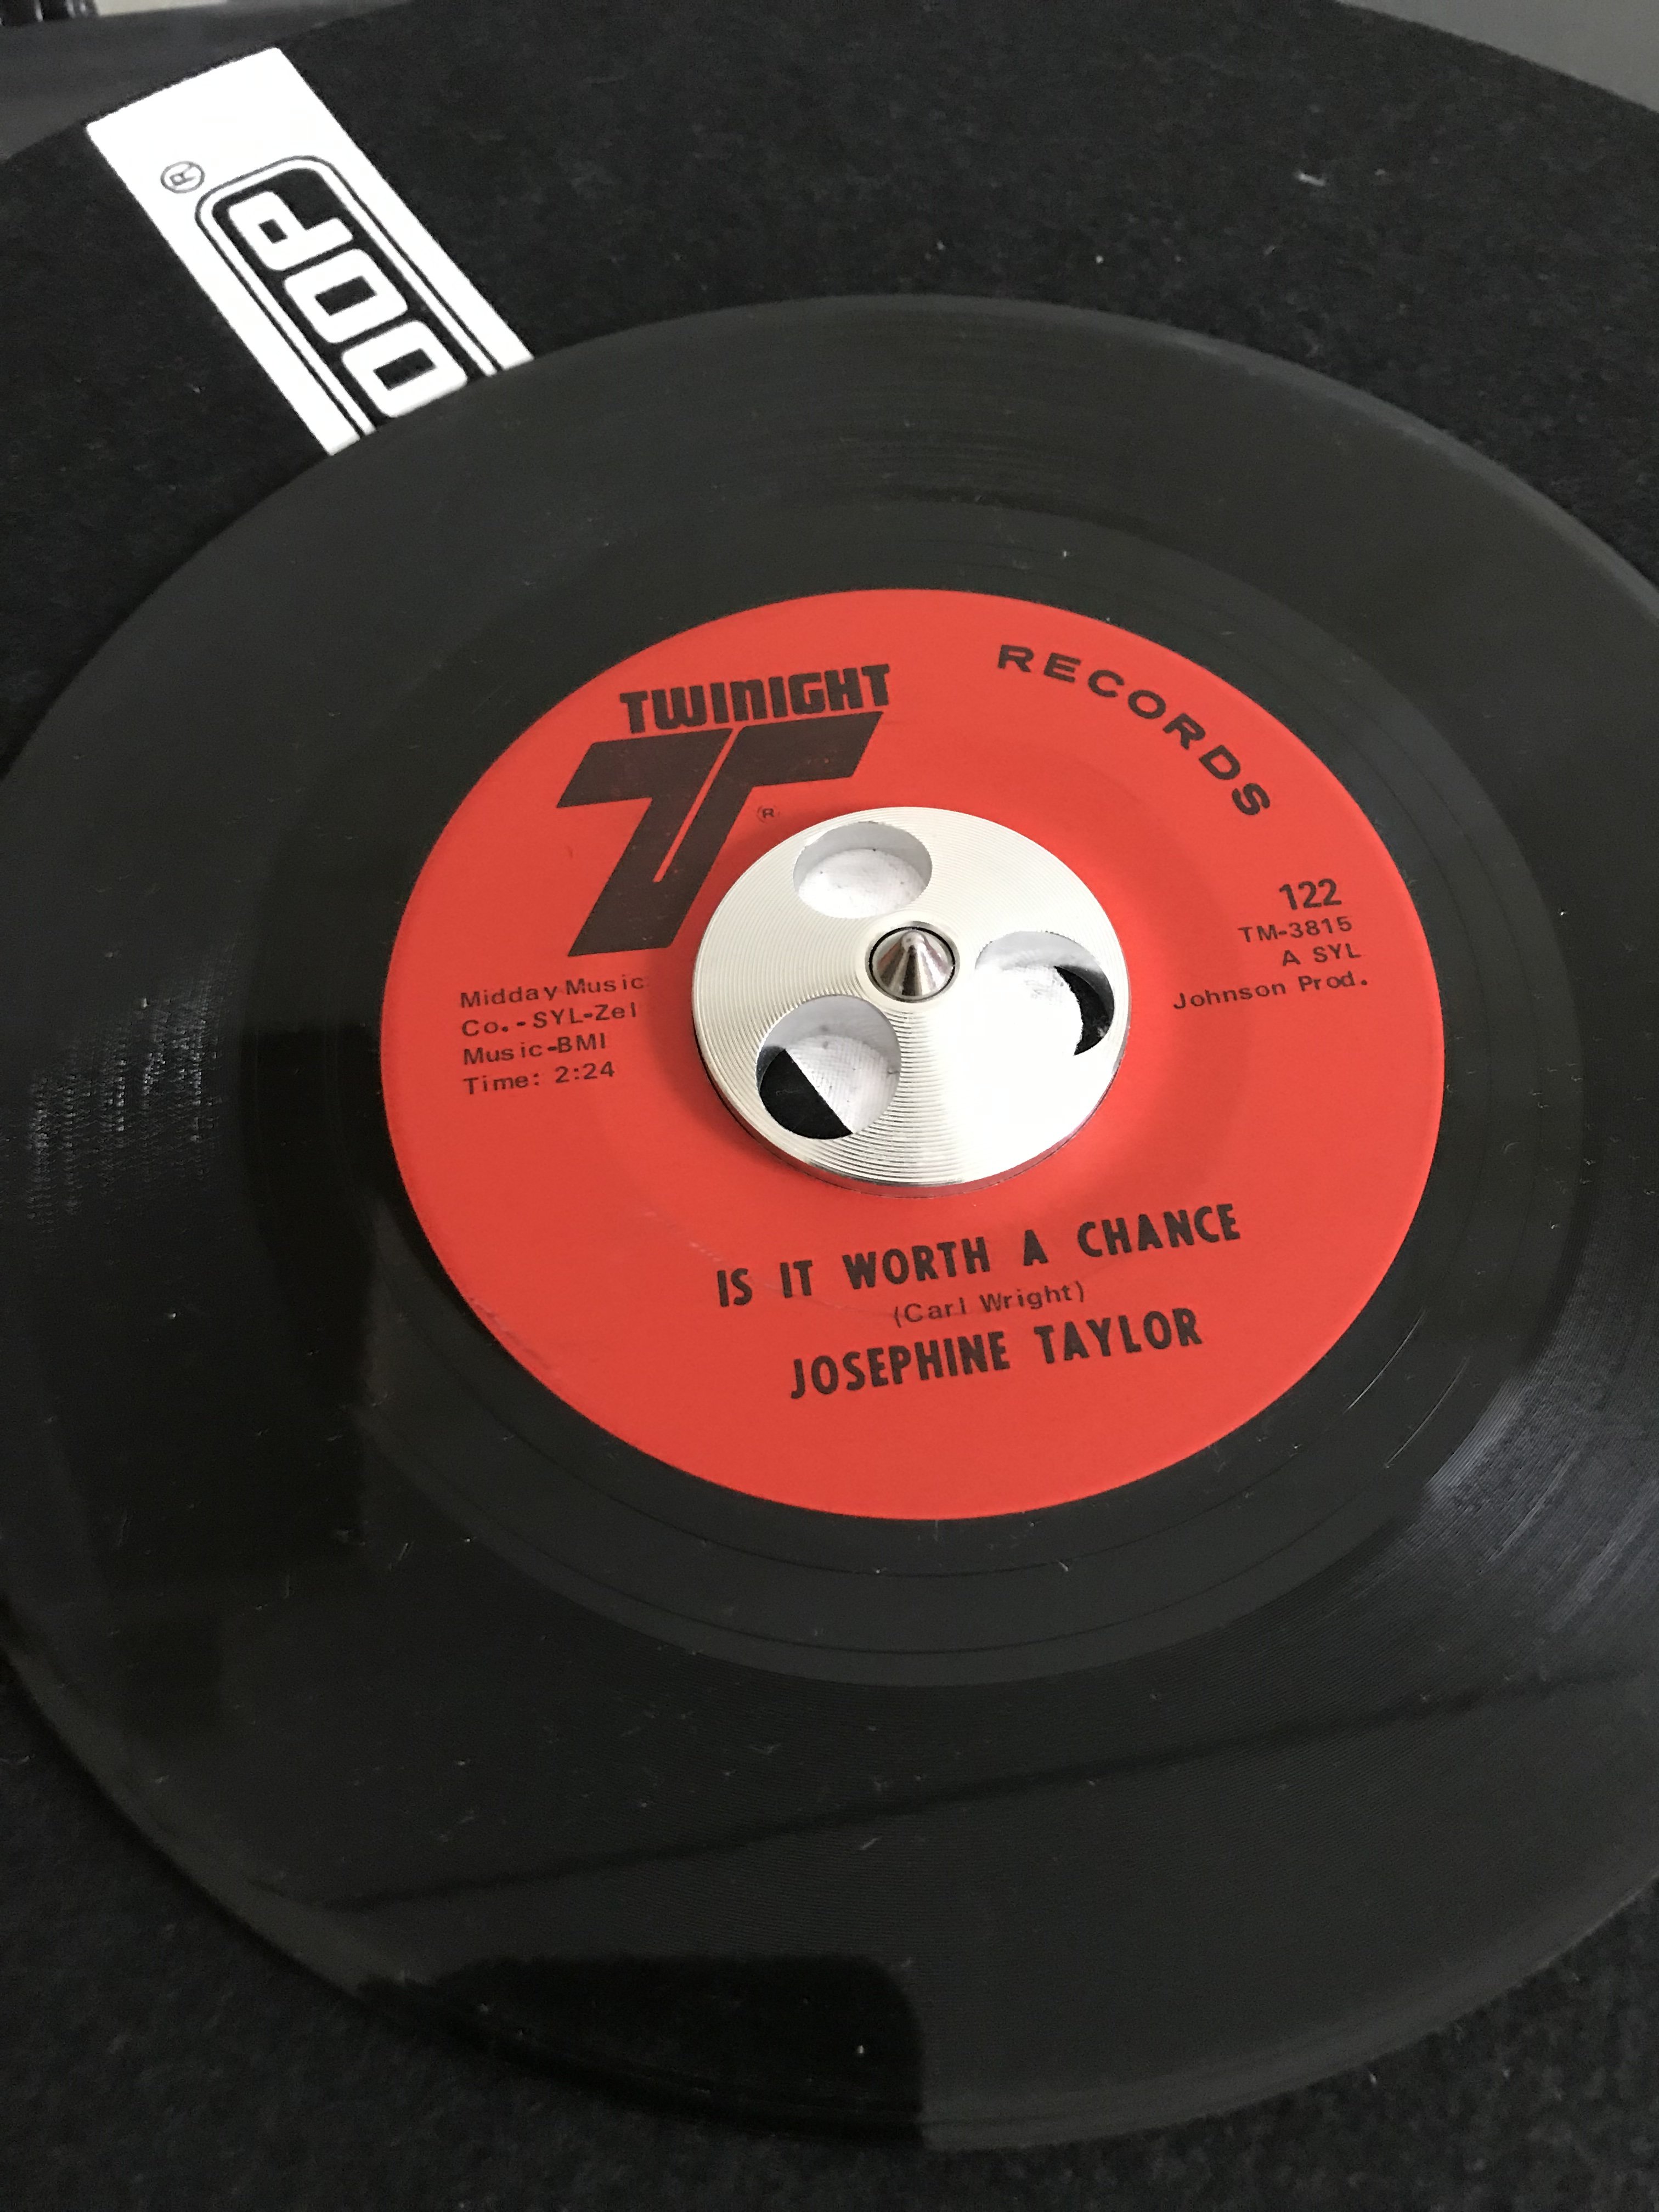 OOP
®
TWINIGHT
RECORDS
®
122
TM-3815
A SYL
Johnson Prod.
Midday Music
Co.-SYL-Zel
Music-BMI
Time: 2:24
IS IT WORTH A CHANCE
(Carl Wright)
JOSEPHINE TAYLOR